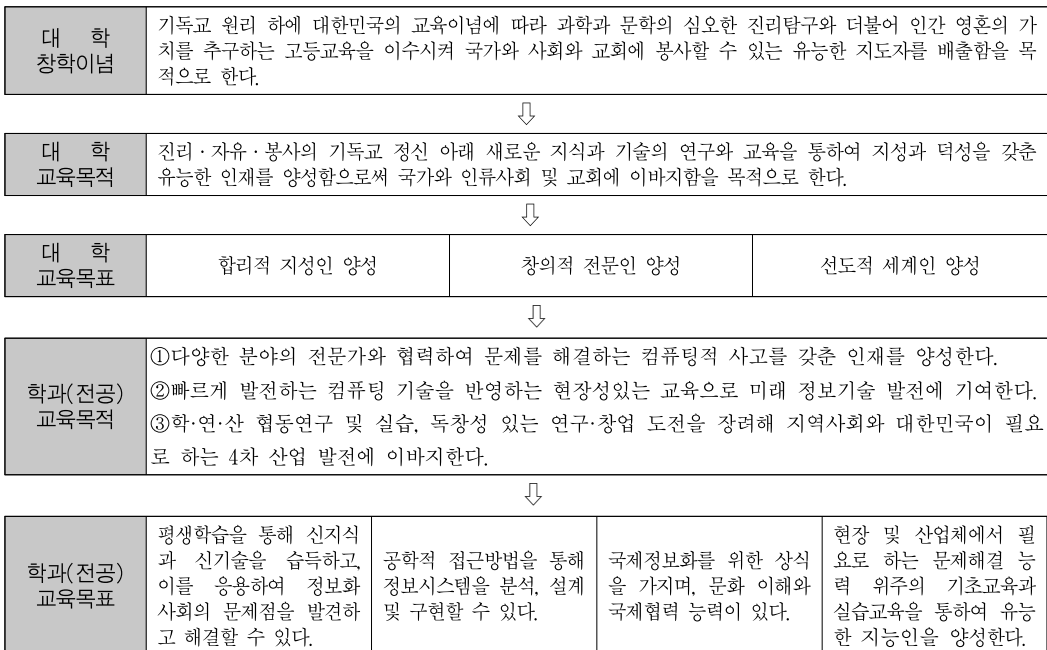 대 학
창학이념
기독교 원리 하에 대한민국의 교육이념에 따라 과학과 문학의 심오한 진리탐구와 더불어 인간 영혼의 가
치를 추구하는 고등교육을 이수시켜 국가와 사회와 교회에 봉사할 수 있는 유능한 지도자를 배출함을 목
적으로 한다.
⇩
대 학
교육목적
진리·자유·봉사의 기독교 정신 아래 새로운 지식과 기술의 연구와 교육을 통하여 지성과 덕성을 갖춘
유능한 인재를 양성함으로써 국가와 인류사회 및 교회에 이바지함을 목적으로 한다.
⇩
대 학
교육목표
합리적 지성인 양성
창의적 전문인 양성
선도적 세계인 양성
⇩
학과(전공)
교육목적
①다양한 분야의 전문가와 협력하여 문제를 해결하는 컴퓨팅적 사고를 갖춘 인재를 양성한다.
②빠르게 발전하는 컴퓨팅 기술을 반영하는 현장성있는 교육으로 미래 정보기술 발전에 기여한다.
③학·연·산 협동연구 및 실습, 독창성 있는 연구·창업 도전을 장려해 지역사회와 대한민국이 필요
로 하는 4차 산업 발전에 이바지한다.
⇩
학과(전공)
교육목표
평생학습을 통해 신지식
과 신기술을 습득하고,
이를 응용하여 정보화
사회의 문제점을 발견하
고 해결할 수 있다.
공학적 접근방법을 통해
정보시스템을 분석, 설계
및 구현할 수 있다.
국제정보화를 위한 상식
을 가지며, 문화 이해와
국제협력 능력이 있다.
현장 및 산업체에서 필
요로 하는 문제해결 능
력 위주의 기초교육과
실습교육을 통하여 유능
한 지능인을 양성한다.